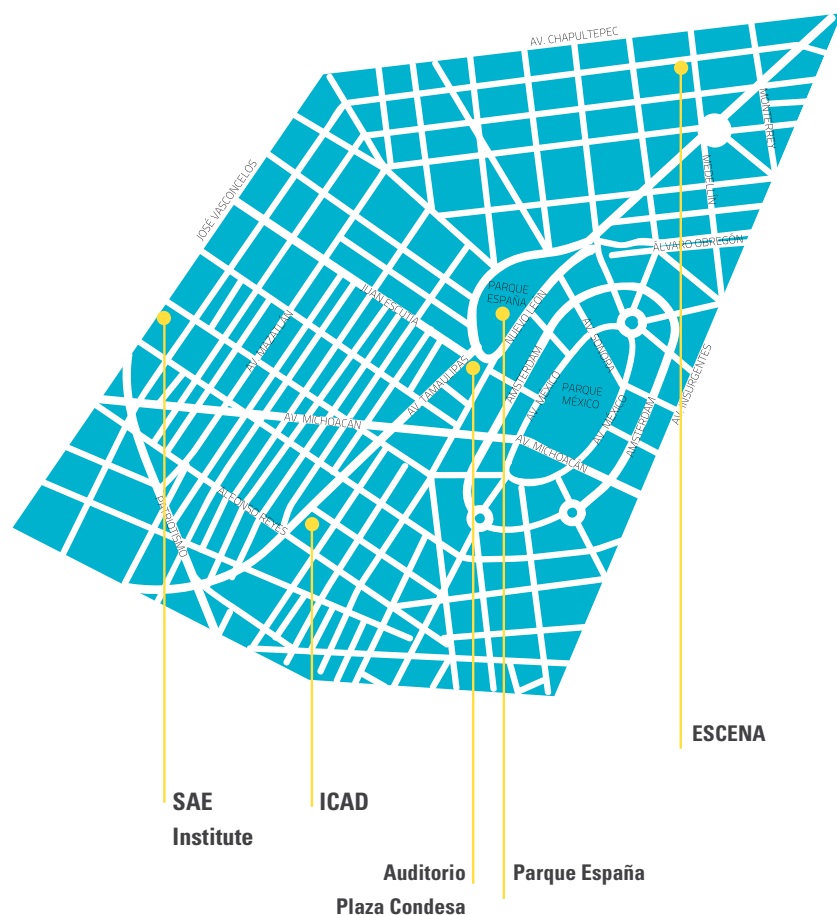 AV. CHAPULTEPEC
MONTERREY
MEDELLÍN
JOSÉ VASCONCELOS
ÁLVARO OBREGÓN
PARQUE
ESPAÑA
JUAN ESCUTIA
NUEVO LEÓN
AV. MAZATLÁN
AV. SONORA
AV. TAMAULIPAS
AMSTERDAM
AV. MÉXICO
PARQUE
MÉXICO
AV. INSURGENTES
AV. MÉXICO
AMSTERDAM
AV. MICHOACÁN
AV. MICHOACÁN
ALFONSO REYES
PATRIOTISMO
ESCENA
SAE
Institute
ICAD
Auditorio
Plaza Condesa
Parque España